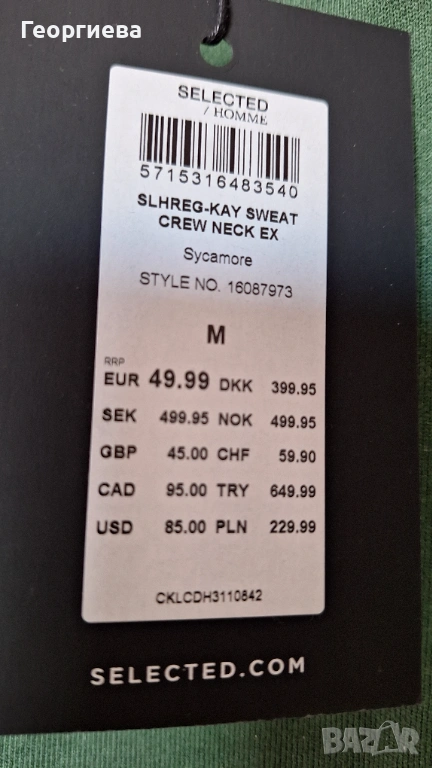 Георгиева
SELECTED
/ HOMME
5715316483540
SLHREG-KAY SWEAT
CREW NECK EX
Sycamore
STYLE NO. 16087973
M
RRP
EUR 49.99 DKK 399.95
SEK 499.95 NOK 499.95
GBP 45.00 CHF 59.90
CAD 95.00 TRY 649.99
USD 85.00 PLN 229.99
CKLCDH3110842
SELECTED.COM
BAZAR